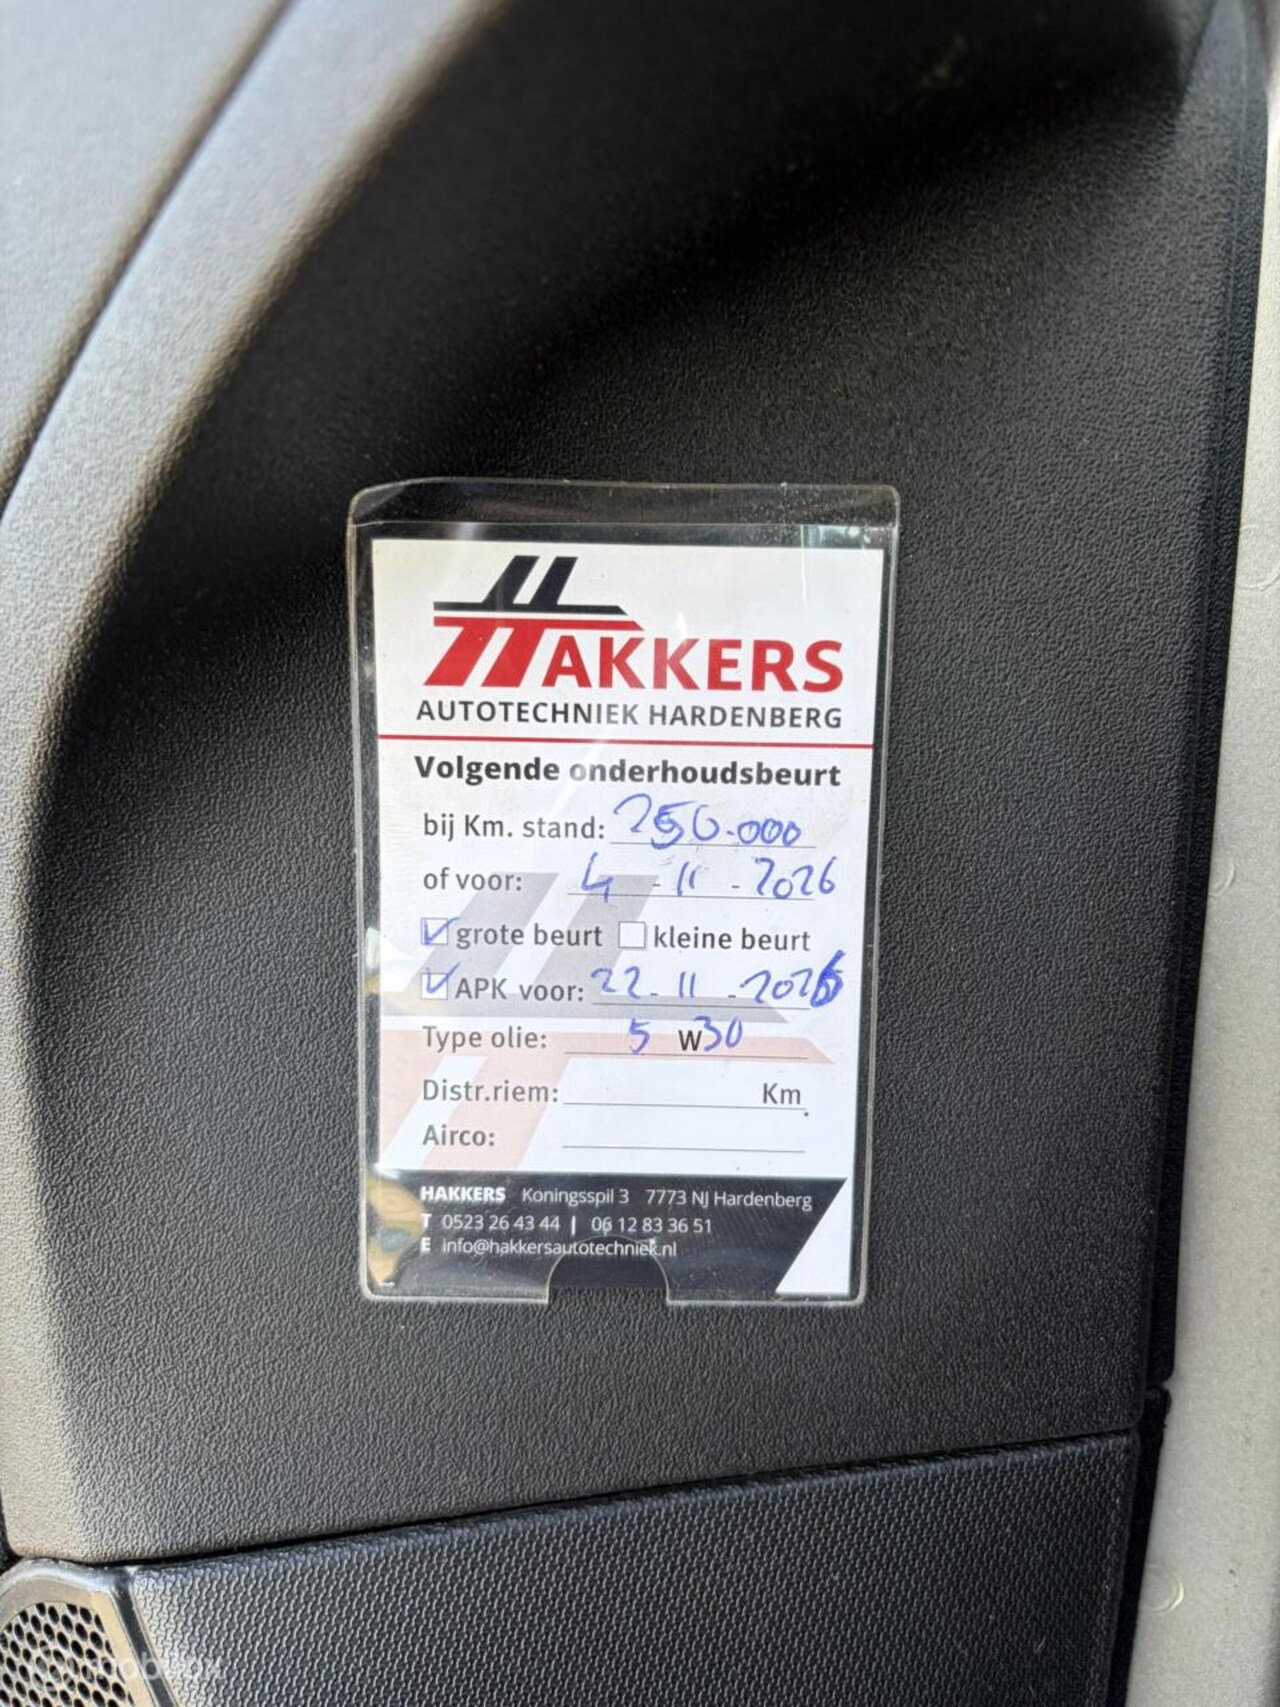 HAKKERS
AUTOTECHNIEK HARDENBERG
Volgende onderhoudsbeurt
bij Km. stand: 250.000
of voor: 4 - 11 - 2026
grote beurt kleine beurt
APK voor: 22 - 11 - 2026
Type olie: 5 W30
Distr.riem: Km.
Airco:
HAKKERS Koningsspil 3 7773 NJ Hardenberg
T 0523 26 43 44 | 06 12 83 36 51
E info@hakkersautotechniek.nl